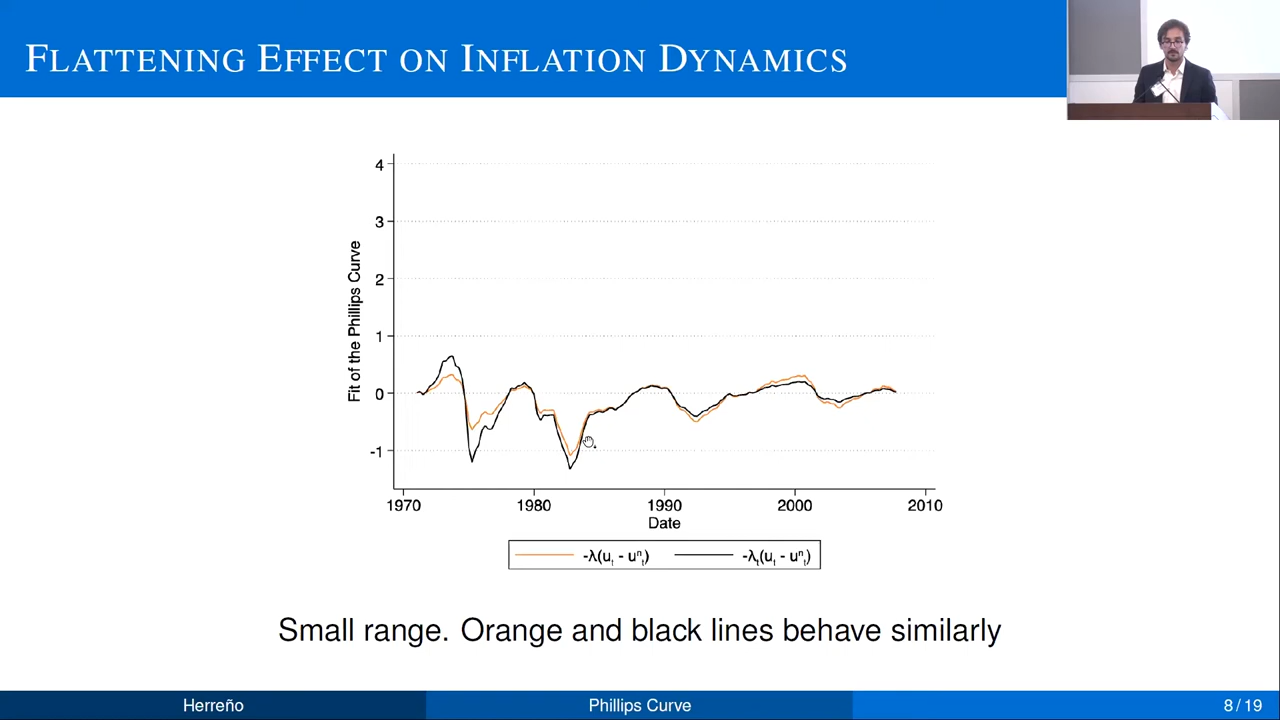 FLATTENING EFFECT ON INFLATION DYNAMICS
4
3
2
1
0
-1
Fit of the Phillips Curve
1970 1980 1990 2000 2010
Date
-λ(uₜ - uⁿₜ) -λₜ(uₜ - uⁿₜ)
Small range. Orange and black lines behave similarly
Herreño Phillips Curve 8 / 19